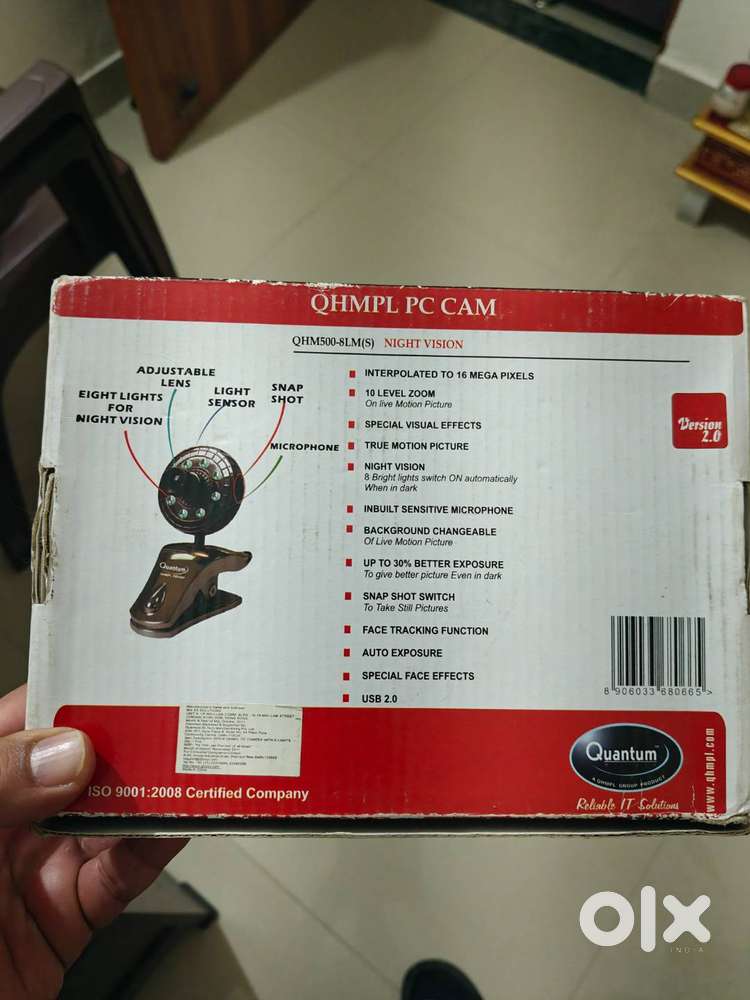 QHMPL PC CAM
QHM500-8LM(S) NIGHT VISION
ADJUSTABLE
LENS
EIGHT LIGHTS
FOR
NIGHT VISION
LIGHT
SENSOR
SNAP
SHOT
MICROPHONE
Quantum
INTERPOLATED TO 16 MEGA PIXELS
10 LEVEL ZOOM
On live Motion Picture
SPECIAL VISUAL EFFECTS
TRUE MOTION PICTURE
NIGHT VISION
8 Bright lights switch ON automatically
When in dark
INBUILT SENSITIVE MICROPHONE
BACKGROUND CHANGEABLE
Of Live Motion Picture
UP TO 30% BETTER EXPOSURE
To give better picture Even in dark
SNAP SHOT SWITCH
To Take Still Pictures
FACE TRACKING FUNCTION
AUTO EXPOSURE
SPECIAL FACE EFFECTS
USB 2.0
Version
2.0
8 906033 680665
ISO 9001:2008 Certified Company
Quantum
A QHMPL GROUP PRODUCT
Reliable IT Solutions
www.qhmpl.com
olx
INDIA